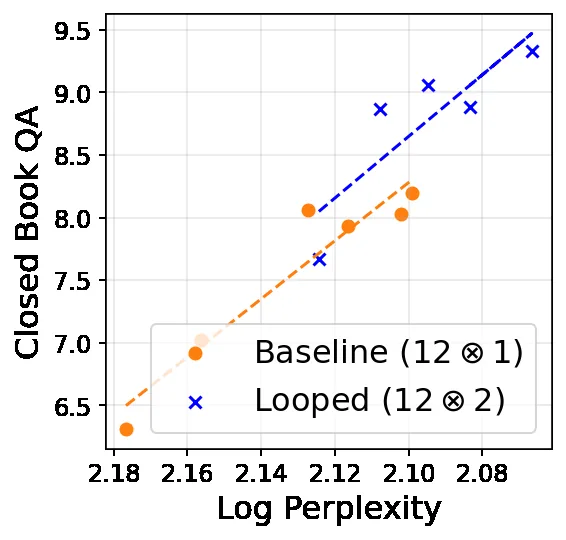 9.5
9.0
8.5
8.0
7.5
7.0
6.5
Closed Book QA
Baseline (12 ⊗ 1)
Looped (12 ⊗ 2)
2.18 2.16 2.14 2.12 2.10 2.08
Log Perplexity